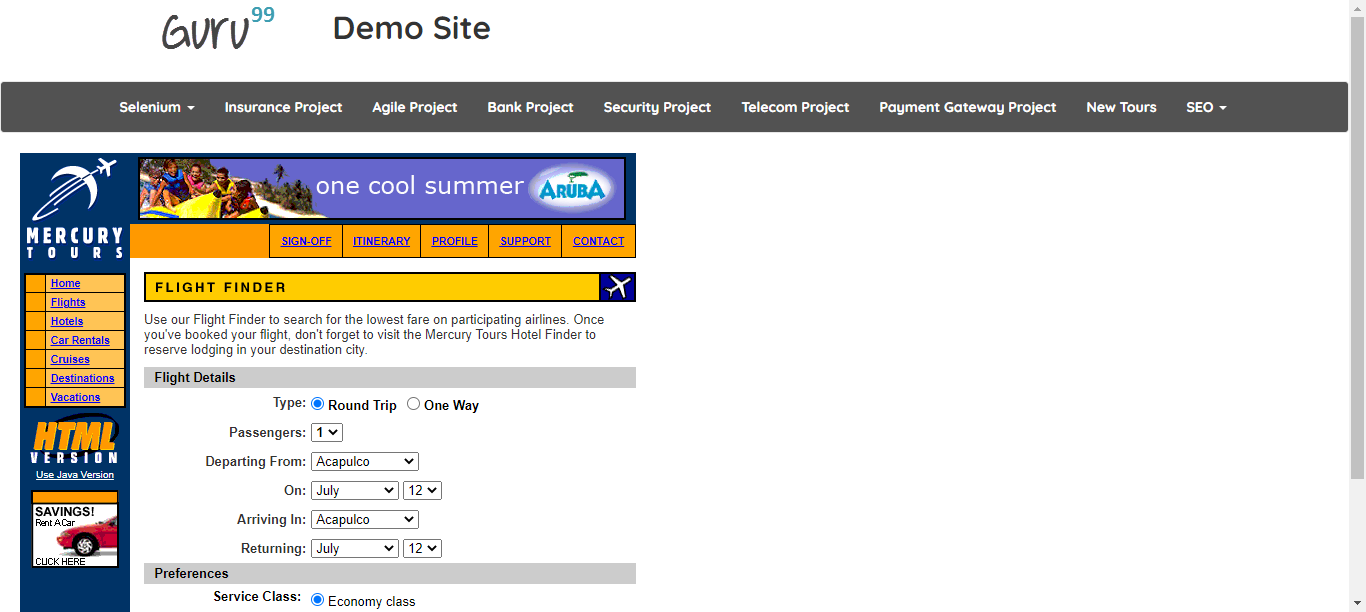 Guru99 Demo Site
Selenium Insurance Project Agile Project Bank Project Security Project Telecom Project Payment Gateway Project New Tours SEO
one cool summer ARUBA
MERCURY
TOURS
SIGN-OFF ITINERARY PROFILE SUPPORT CONTACT
Home
Flights
Hotels
Car Rentals
Cruises
Destinations
Vacations
HTML
VERSION
Use Java Version
SAVINGS!
Rent A Car
CLICK HERE
FLIGHT FINDER
Use our Flight Finder to search for the lowest fare on participating airlines. Once
you've booked your flight, don't forget to visit the Mercury Tours Hotel Finder to
reserve lodging in your destination city.
Flight Details
Type: Round Trip One Way
Passengers: 1
Departing From: Acapulco
On: July 12
Arriving In: Acapulco
Returning: July 12
Preferences
Service Class: Economy class